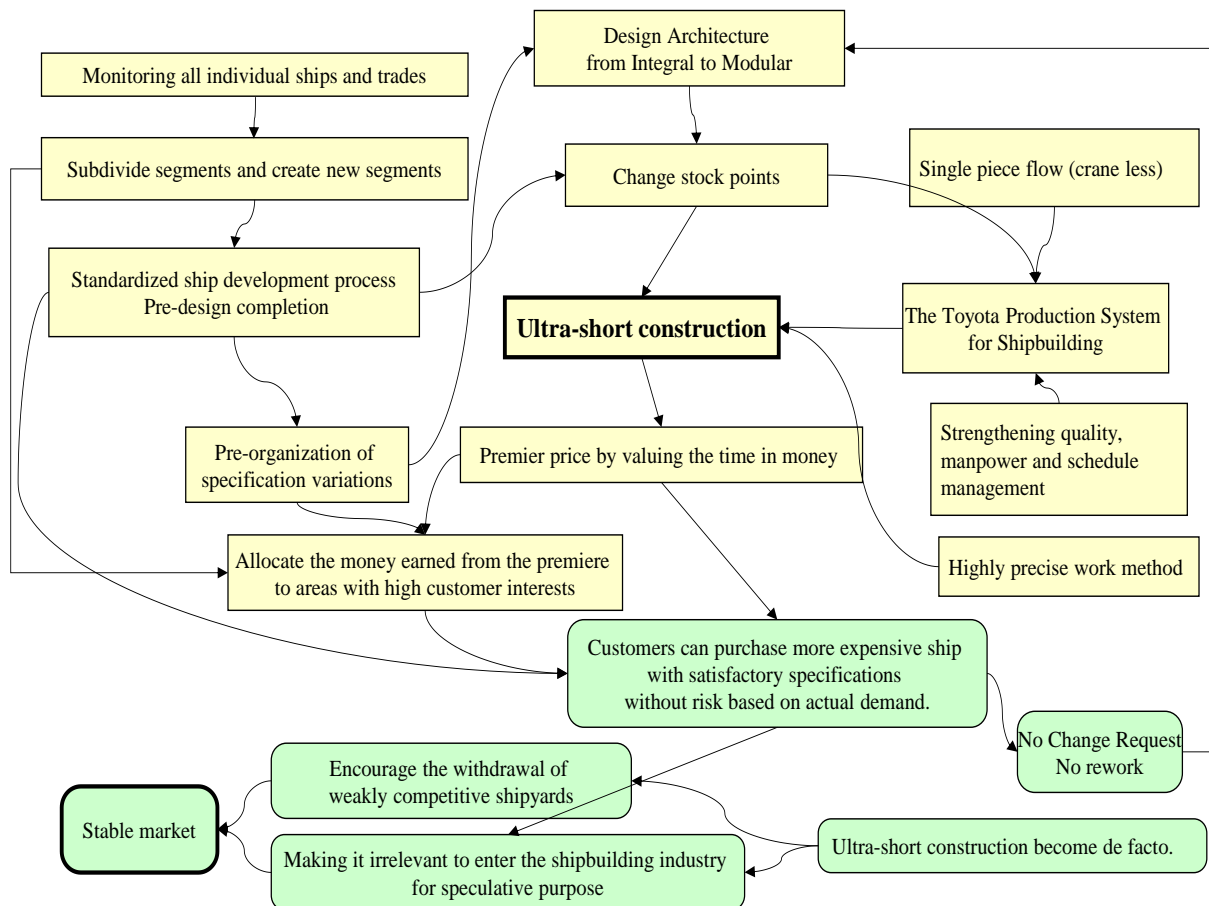 Design Architecture
from Integral to Modular
Monitoring all individual ships and trades
Subdivide segments and create new segments
Change stock points
Single piece flow (crane less)
Standardized ship development process
Pre-design completion
Ultra-short construction
The Toyota Production System
for Shipbuilding
Pre-organization of
specification variations
Premier price by valuing the time in money
Strengthening quality,
manpower and schedule
management
Allocate the money earned from the premiere
to areas with high customer interests
Highly precise work method
Customers can purchase more expensive ship
with satisfactory specifications
without risk based on actual demand.
No Change Request
No rework
Encourage the withdrawal of
weakly competitive shipyards
Stable market
Making it irrelevant to enter the shipbuilding industry
for speculative purpose
Ultra-short construction become de facto.